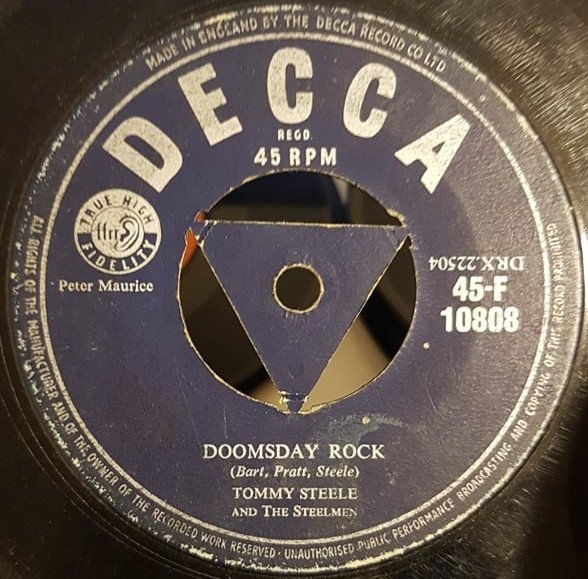 MADE IN ENGLAND BY THE DECCA RECORD CO LTD
DECCA
REGD.
45 RPM
TRUE HIGH
ffrr
FIDELITY
Peter Maurice
DRX.22504
45-F
10808
DOOMSDAY ROCK
(Bart, Pratt, Steele)
TOMMY STEELE
AND THE STEELMEN
ALL RIGHTS OF THE MANUFACTURER AND OF THE OWNER OF THE RECORDED WORK RESERVED · UNAUTHORISED PUBLIC PERFORMANCE BROADCASTING AND COPYING OF THIS RECORD PROHIBITED